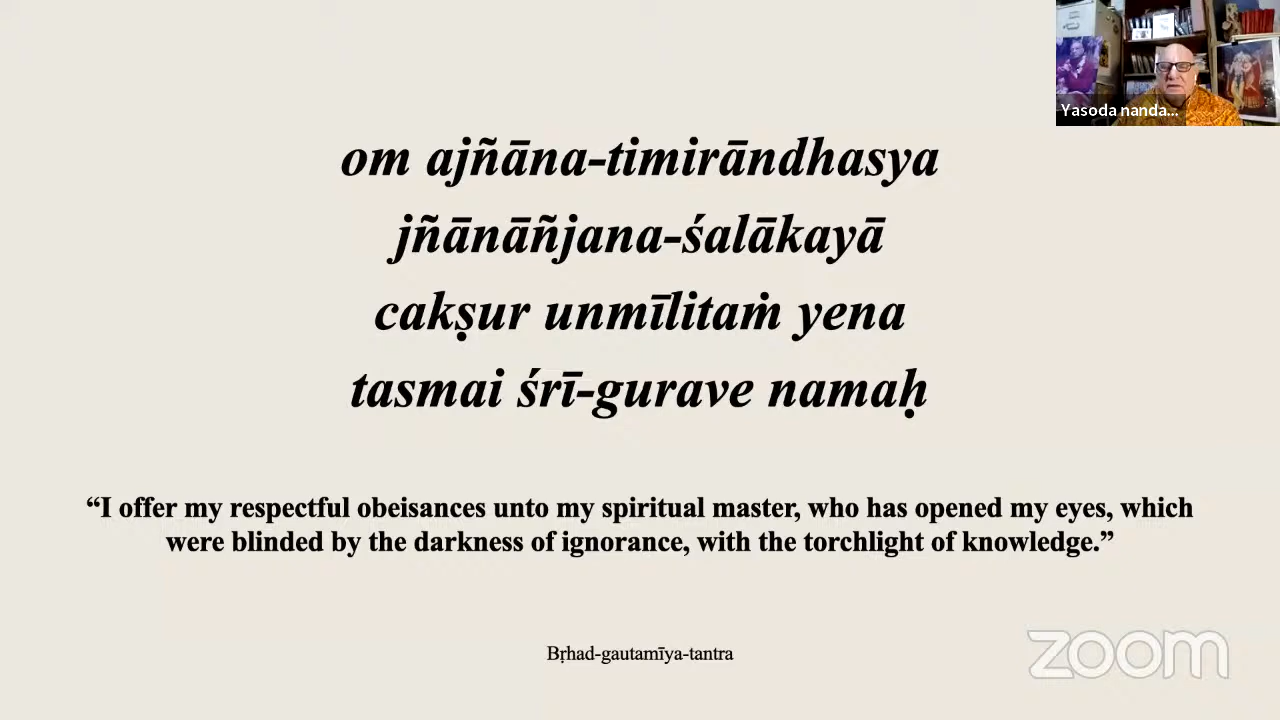 Yasoda nanda...
om ajñāna-timirāndhasya
jñānāñjana-śalākayā
cakṣur unmīlitaṁ yena
tasmai śrī-gurave namaḥ
“I offer my respectful obeisances unto my spiritual master, who has opened my eyes, which
were blinded by the darkness of ignorance, with the torchlight of knowledge.”
Bṛhad-gautamīya-tantra
zoom